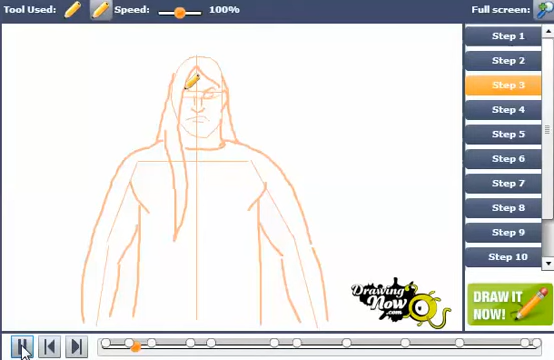 Tool Used:
Speed:
100%
Full screen:
Step 1
Step 2
Step 3
Step 4
Step 5
Step 6
Step 7
Step 8
Step 9
Step 10
Drawing
Now.com
DRAW IT
NOW!